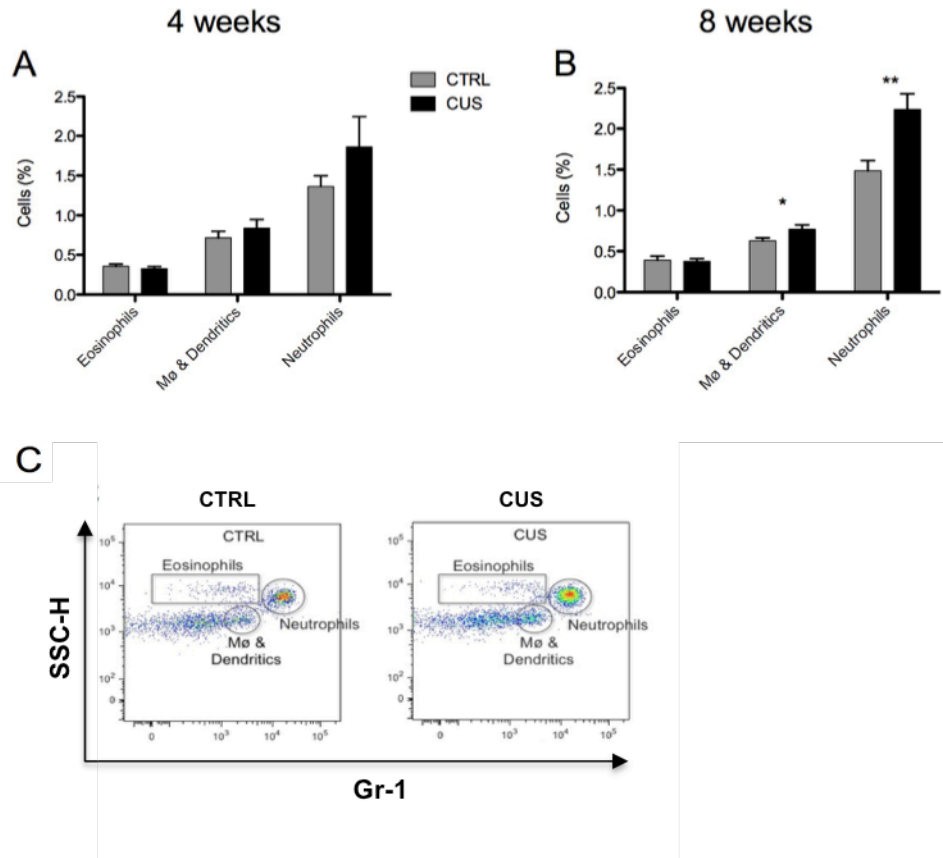 4 weeks
8 weeks
A
CTRL
CUS
2.5
2.0
1.5
1.0
0.5
0.0
Cells (%)
Eosinophils
Mø & Dendritics
Neutrophils
B
**
*
2.5
2.0
1.5
1.0
0.5
0.0
Cells (%)
Eosinophils
Mø & Dendritics
Neutrophils
C
CTRL
CUS
CTRL
Eosinophils
Neutrophils
Mø &
Dendritics
10⁵
10⁴
10³
10²
0
0 10³ 10⁴ 10⁵
CUS
Eosinophils
Neutrophils
Mø &
Dendritics
10⁵
10⁴
10³
10²
0
0 10³ 10⁴ 10⁵
SSC-H
Gr-1